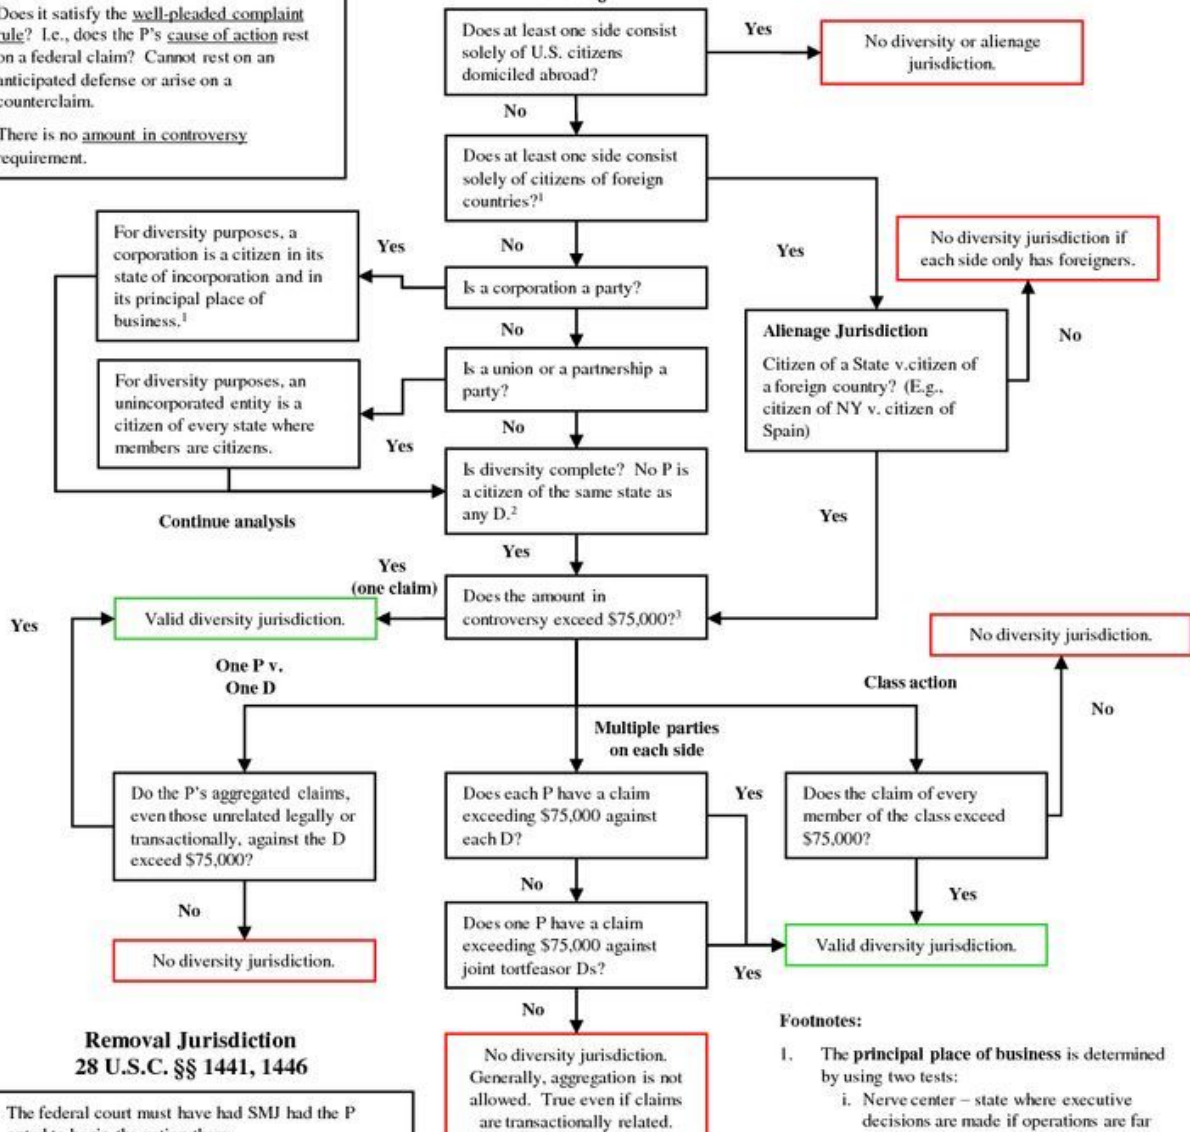 Does it satisfy the well-pleaded complaint
rule? I.e., does the P's cause of action rest
on a federal claim? Cannot rest on an
anticipated defense or arise on a
counterclaim.
There is no amount in controversy
requirement.
Does at least one side consist
solely of U.S. citizens
domiciled abroad?
Yes
No diversity or alienage
jurisdiction.
No
Does at least one side consist
solely of citizens of foreign
countries?¹
Yes
No diversity jurisdiction if
each side only has foreigners.
No
Alienage Jurisdiction
Citizen of a State v.citizen of
a foreign country? (E.g.,
citizen of NY v. citizen of
Spain)
Yes
No
Is a corporation a party?
Yes
For diversity purposes, a
corporation is a citizen in its
state of incorporation and in
its principal place of
business.¹
No
Is a union or a partnership a
party?
Yes
For diversity purposes, an
unincorporated entity is a
citizen of every state where
members are citizens.
Continue analysis
No
Is diversity complete? No P is
a citizen of the same state as
any D.²
Yes
Does the amount in
controversy exceed $75,000?³
Yes
(one claim)
Valid diversity jurisdiction.
Yes
One P v.
One D
Do the P's aggregated claims,
even those unrelated legally or
transactionally, against the D
exceed $75,000?
No
No diversity jurisdiction.
Multiple parties
on each side
Does each P have a claim
exceeding $75,000 against
each D?
Yes
No
Does one P have a claim
exceeding $75,000 against
joint tortfeasor Ds?
Yes
No
No diversity jurisdiction.
Generally, aggregation is not
allowed. True even if claims
are transactionally related.
Class action
Does the claim of every
member of the class exceed
$75,000?
No
No diversity jurisdiction.
Yes
Valid diversity jurisdiction.
Removal Jurisdiction
28 U.S.C. §§ 1441, 1446
The federal court must have had SMJ had the P
Footnotes:
1. The principal place of business is determined
by using two tests:
i. Nerve center – state where executive
decisions are made if operations are far